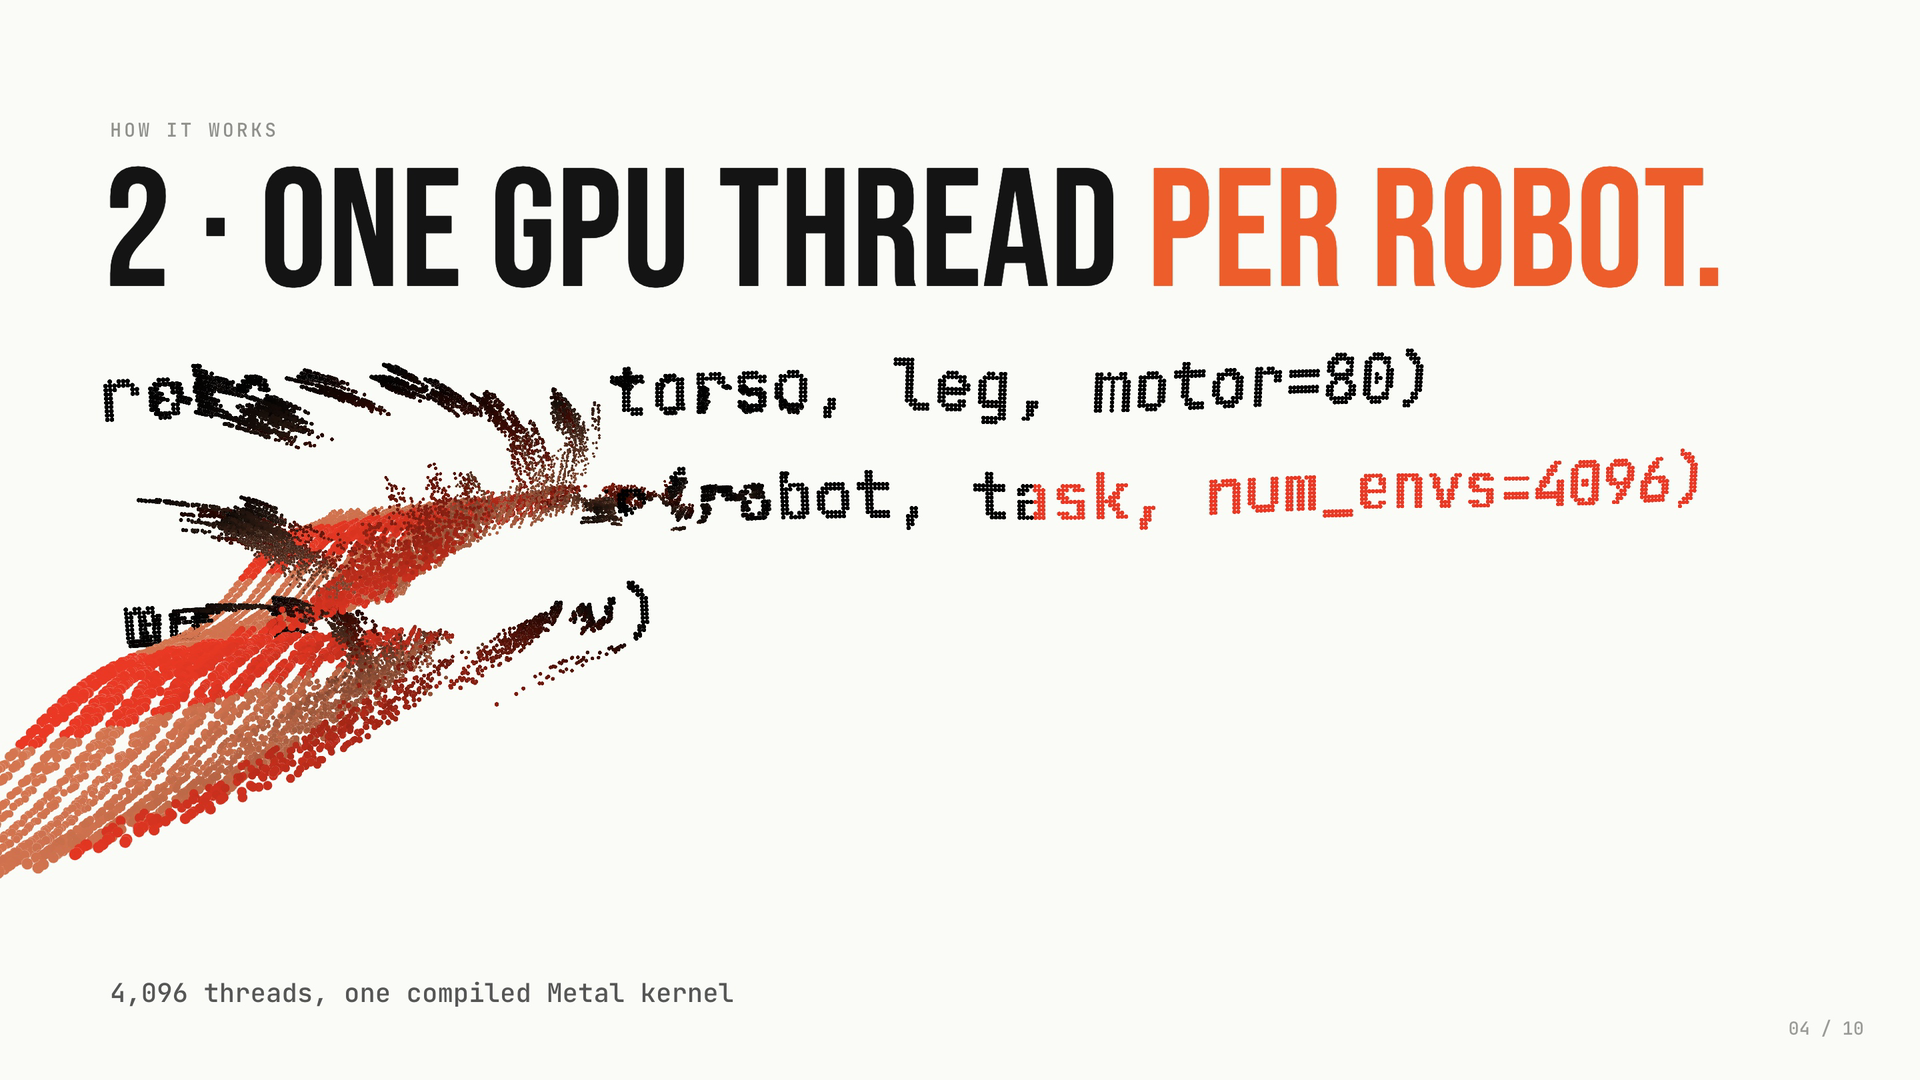 HOW IT WORKS
2 · ONE GPU THREAD PER ROBOT.
torso, leg, motor=80)
robot, task, num_envs=4096)
4,096 threads, one compiled Metal kernel
04 / 10